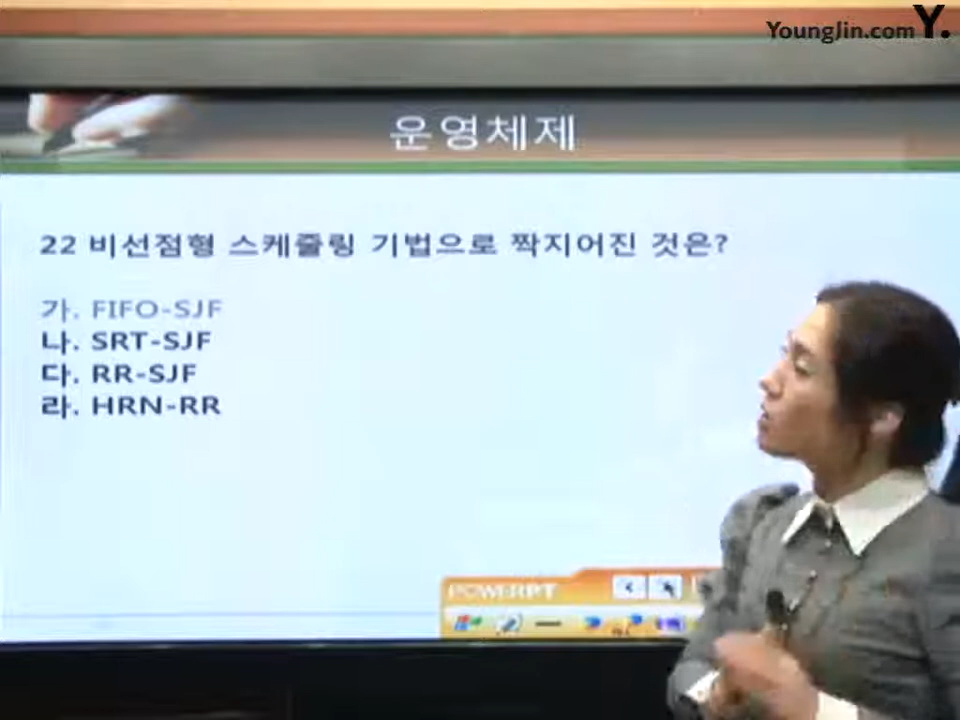 YoungJin.com Y.
운영체제
22 비선점형 스케줄링 기법으로 짝지어진 것은?
가. FIFO-SJF
나. SRT-SJF
다. RR-SJF
라. HRN-RR
POWERPT